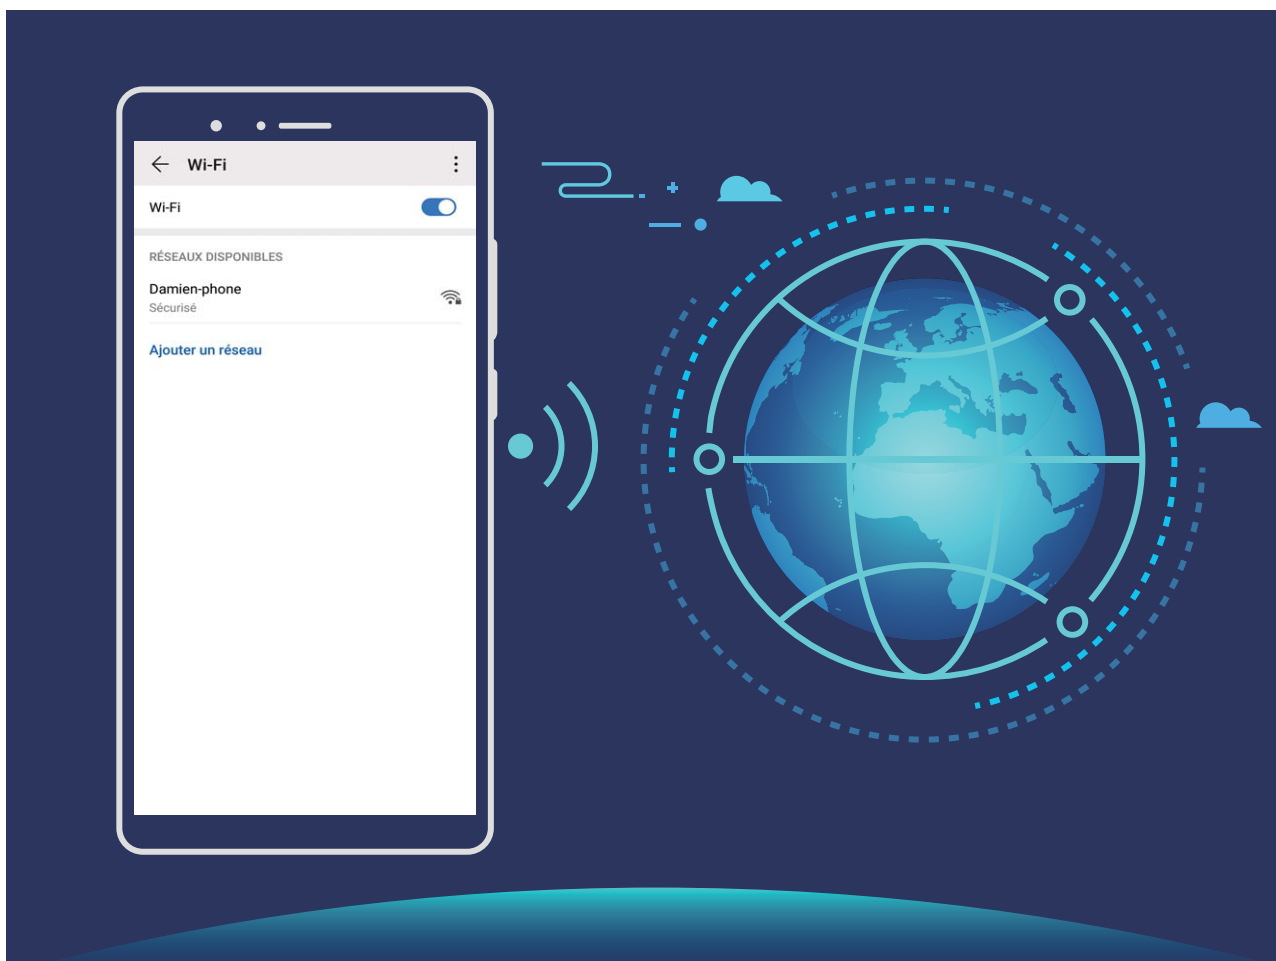 Wi-Fi
Wi-Fi
RÉSEAUX DISPONIBLES
Damien-phone
Sécurisé
Ajouter un réseau